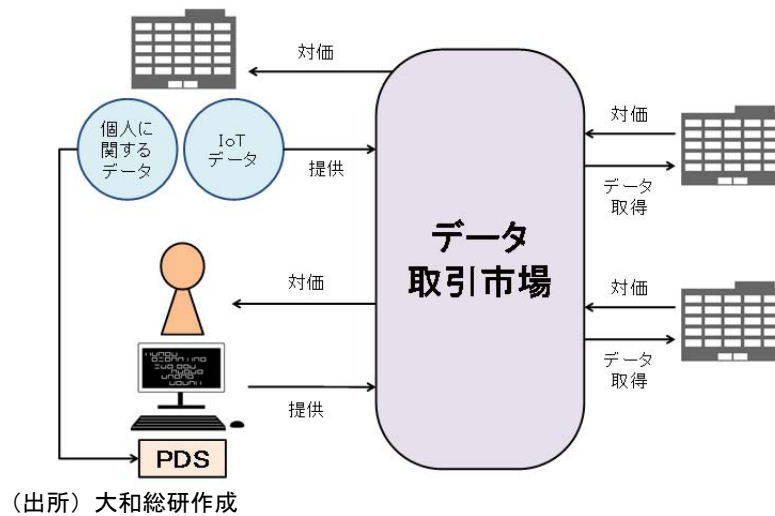 対価
個人に
関する
データ
IoT
データ
提供
対価
データ
取得
データ
取引市場
対価
提供
対価
データ
取得
PDS
（出所）大和総研作成